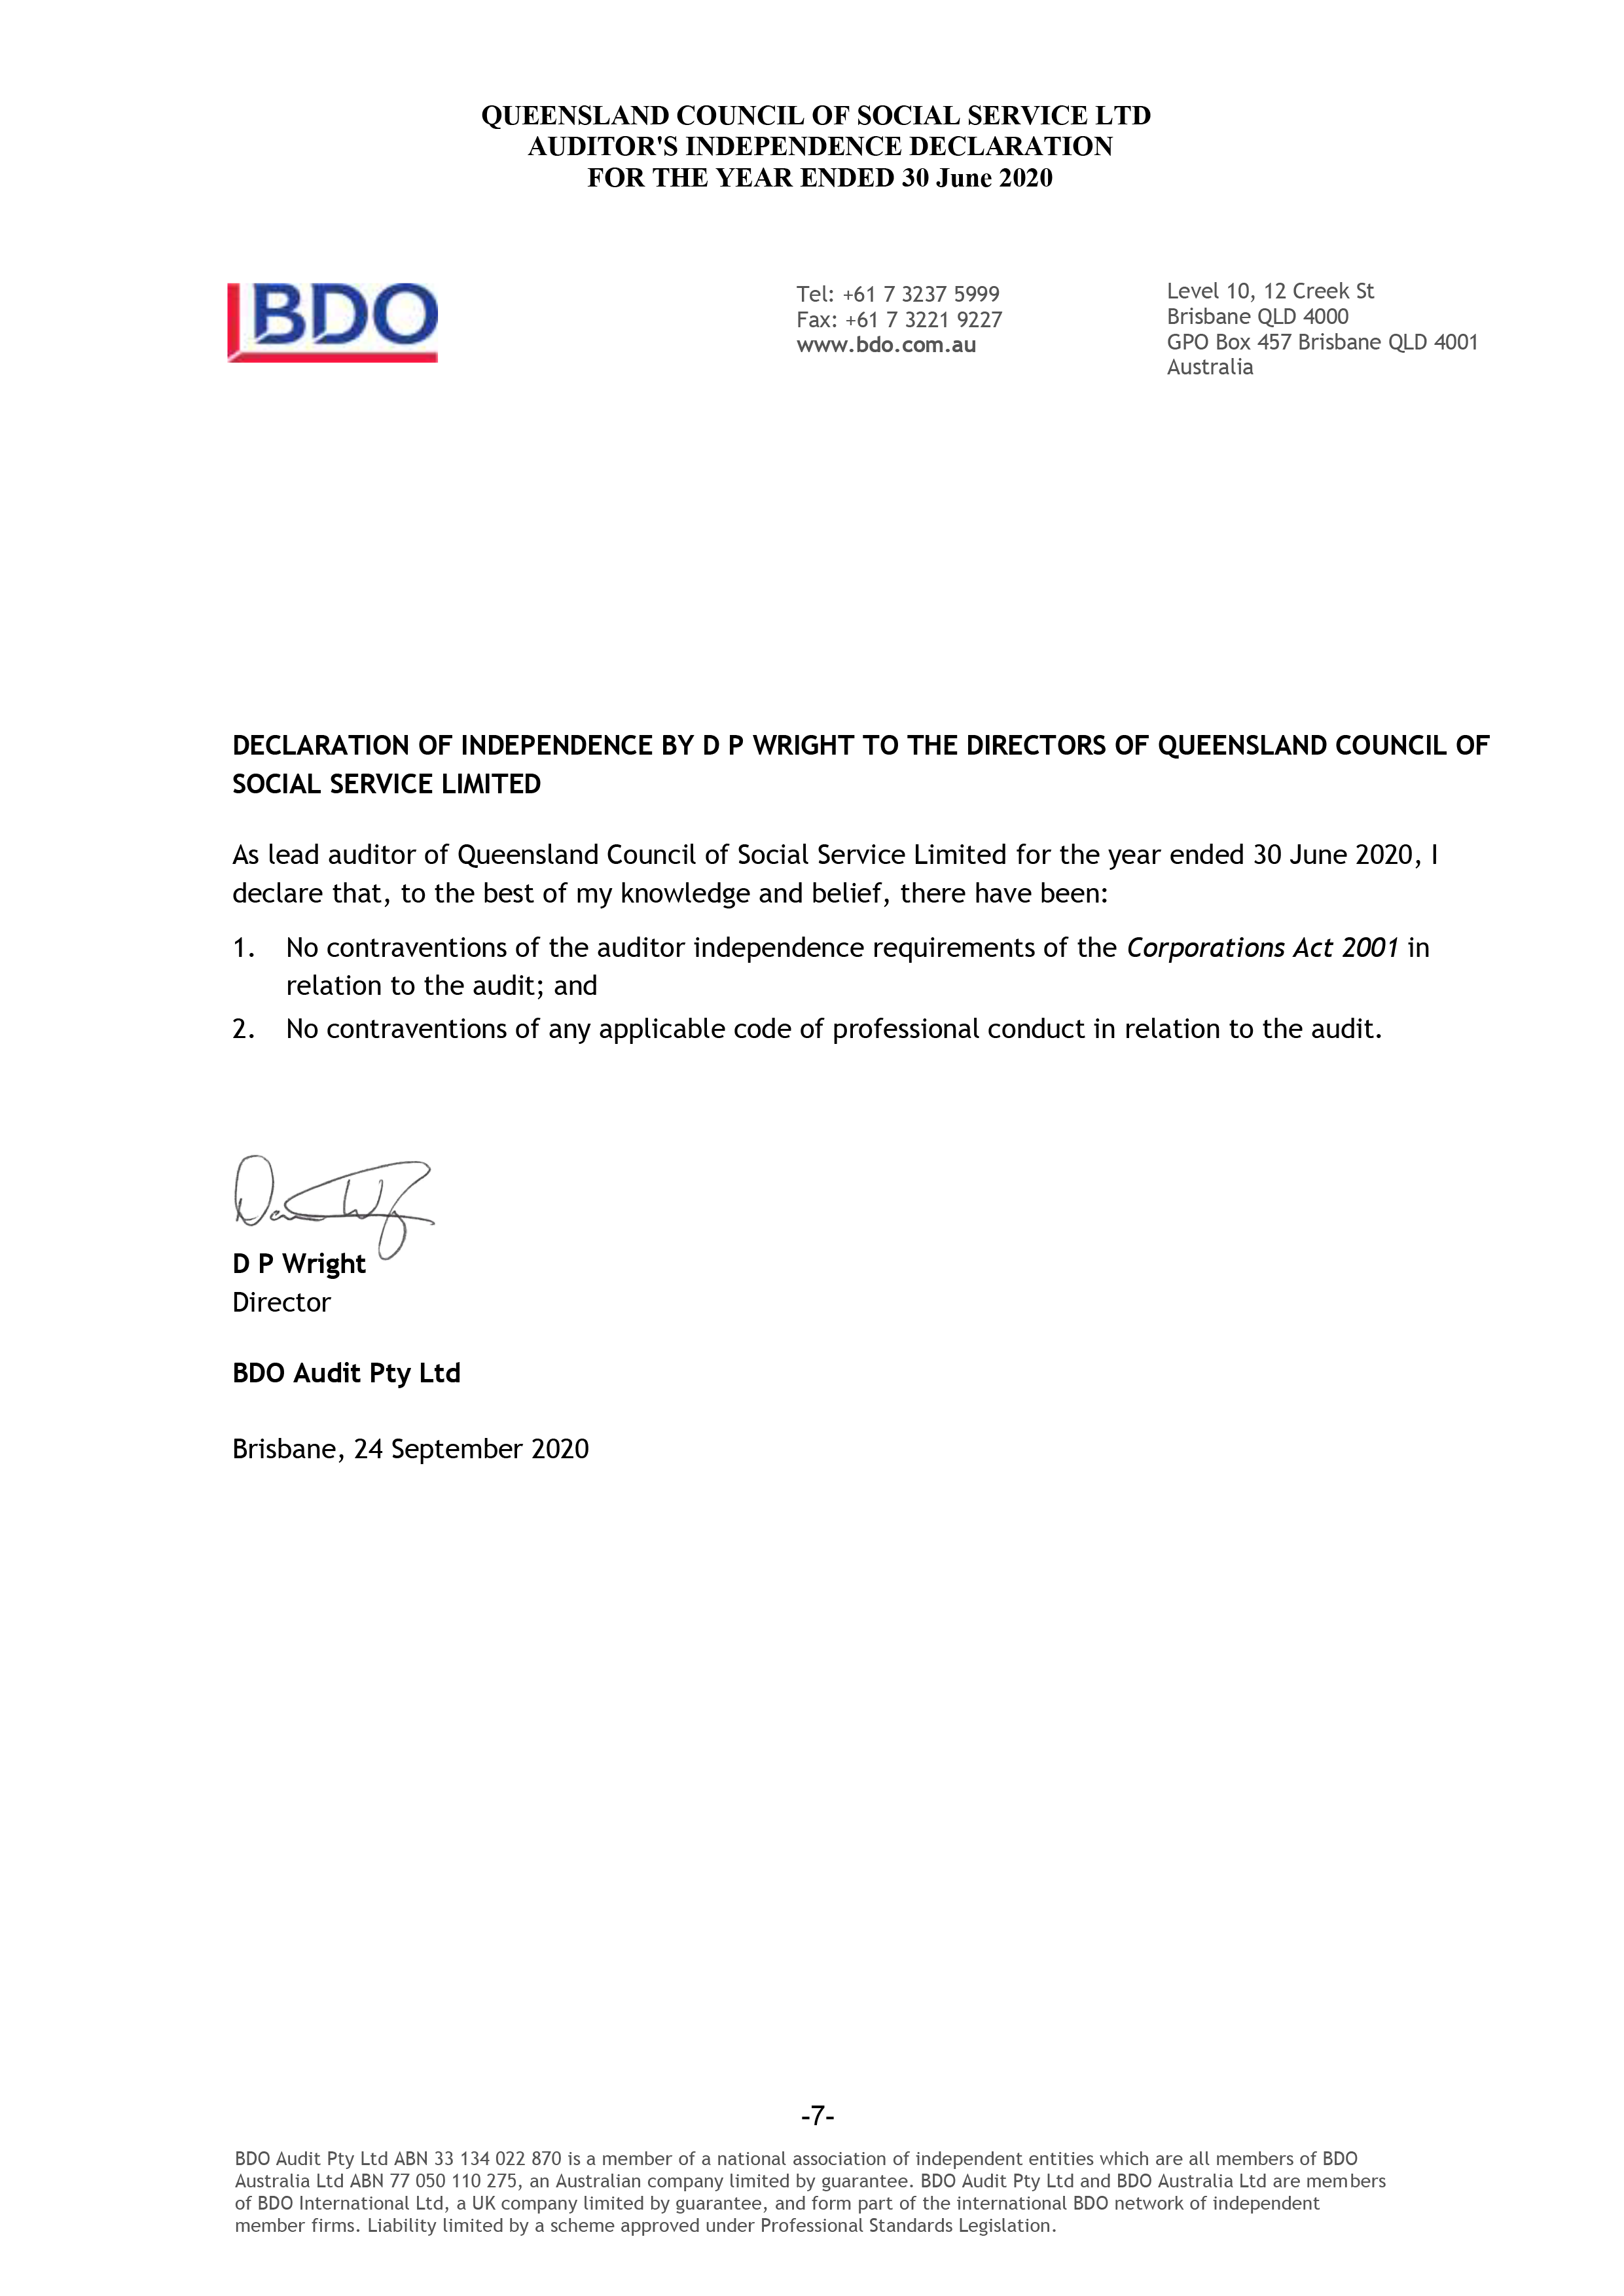 QUEENSLAND COUNCIL OF SOCIAL SERVICE LTD
AUDITOR'S INDEPENDENCE DECLARATION
FOR THE YEAR ENDED 30 June 2020
BDO
Tel: +61 7 3237 5999
Fax: +61 7 3221 9227
www.bdo.com.au
Level 10, 12 Creek St
Brisbane QLD 4000
GPO Box 457 Brisbane QLD 4001
Australia
DECLARATION OF INDEPENDENCE BY D P WRIGHT TO THE DIRECTORS OF QUEENSLAND COUNCIL OF
SOCIAL SERVICE LIMITED
As lead auditor of Queensland Council of Social Service Limited for the year ended 30 June 2020, I
declare that, to the best of my knowledge and belief, there have been:
1. No contraventions of the auditor independence requirements of the Corporations Act 2001 in
relation to the audit; and
2. No contraventions of any applicable code of professional conduct in relation to the audit.
D P Wright
Director
BDO Audit Pty Ltd
Brisbane, 24 September 2020
-7-
BDO Audit Pty Ltd ABN 33 134 022 870 is a member of a national association of independent entities which are all members of BDO
Australia Ltd ABN 77 050 110 275, an Australian company limited by guarantee. BDO Audit Pty Ltd and BDO Australia Ltd are members
of BDO International Ltd, a UK company limited by guarantee, and form part of the international BDO network of independent
member firms. Liability limited by a scheme approved under Professional Standards Legislation.